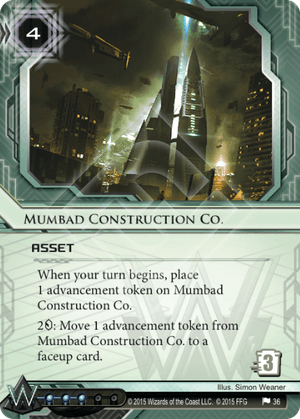 4
MUMBAD CONSTRUCTION CO.
ASSET
When your turn begins, place
1 advancement token on Mumbad
Construction Co.
2: Move 1 advancement token from
Mumbad Construction Co. to a
faceup card.
3
Illus. Simon Weaner
© 2015 Wizards of the Coast LLC. © 2015 FFG 36